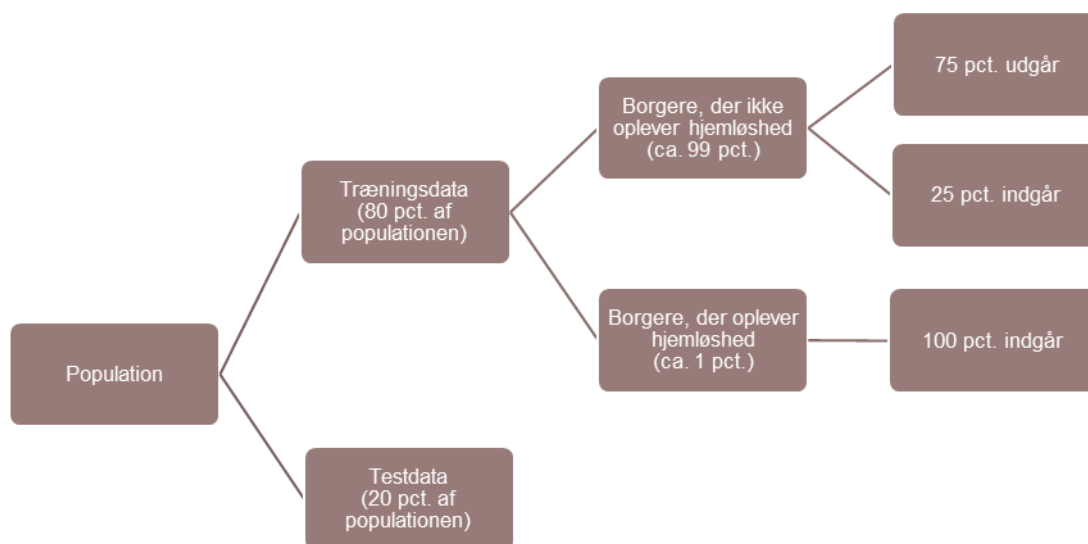 Population
Træningsdata
(80 pct. af
populationen)
Testdata
(20 pct. af
populationen)
Borgere, der ikke
oplever hjemløshed
(ca. 99 pct.)
Borgere, der oplever
hjemløshed
(ca. 1 pct.)
75 pct. udgår
25 pct. indgår
100 pct. indgår